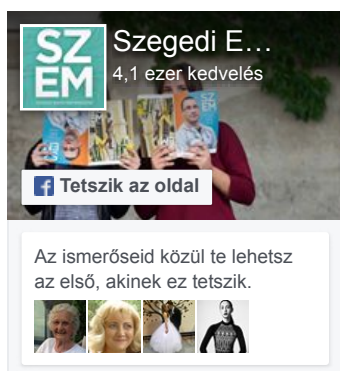 SZ
EM
Szegedi E...
4,1 ezer kedvelés
Tetszik az oldal
Az ismerőseid közül te lehetsz
az első, akinek ez tetszik.